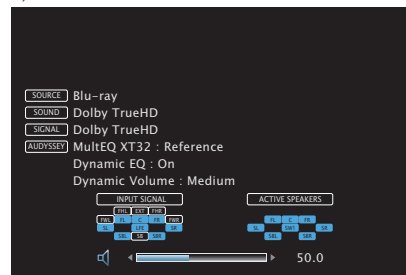 SOURCE Blu-ray
SOUND Dolby TrueHD
SIGNAL Dolby TrueHD
AUDYSSEY MultEQ XT32 : Reference
Dynamic EQ : On
Dynamic Volume : Medium
INPUT SIGNAL ACTIVE SPEAKERS
FHL EXT FHR
FWL FL C FR FWR FL C FR
SL LFE SR SL SW1 SR
SBL SB SBR SBL SBR
50.0